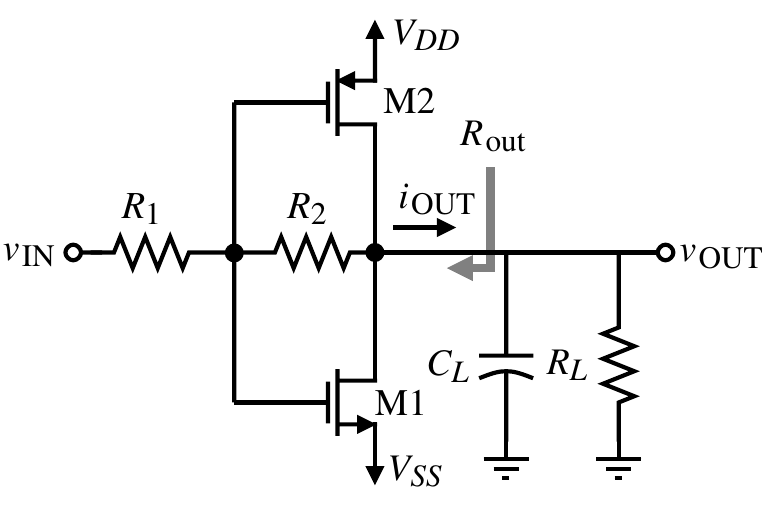 V_DD
M2
R_out
i_OUT
R_1
R_2
v_IN
v_OUT
C_L
R_L
M1
V_SS